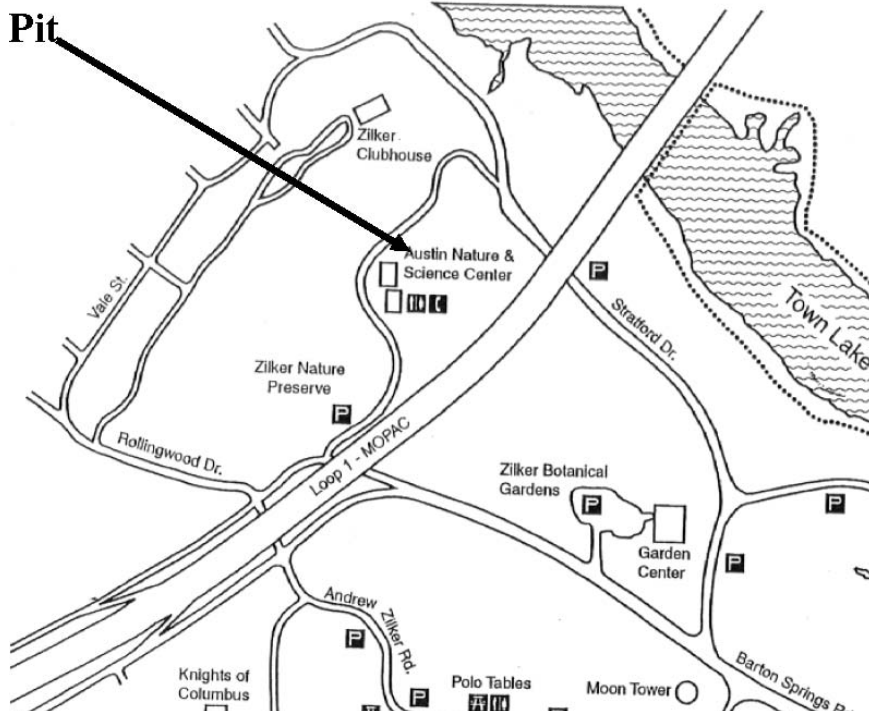 Pit
Zilker
Clubhouse
Austin Nature &
Science Center
P
Vale St.
Stratford Dr.
Town Lake
Zilker Nature
Preserve
P
Rollingwood Dr.
Loop 1 - MOPAC
Zilker Botanical
Gardens
P
P
Garden
Center
P
Andrew
Zilker Rd.
P
Barton Springs
Knights of
Columbus
P
Polo Tables
Moon Tower